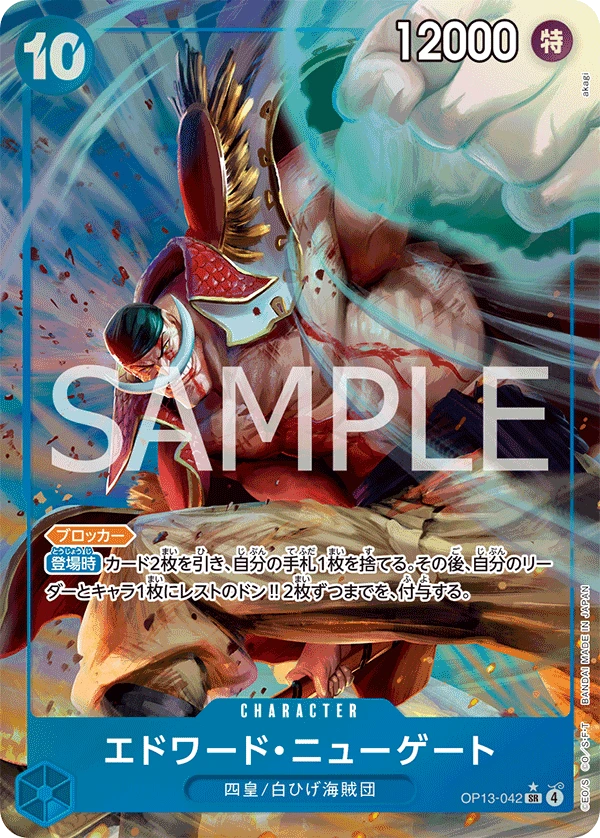 10
12000 特
akagi
SAMPLE
ブロッカー
登場時 カード2枚を引き、自分の手札1枚を捨てる。その後、自分のリー
ダーとキャラ1枚にレストのドン!!2枚ずつまでを、付与する。
CHARACTER
エドワード・ニューゲート
四皇/白ひげ海賊団
OP13-042 SR 4
©E.O/S ©O/S・F・T BANDAI MADE IN JAPAN